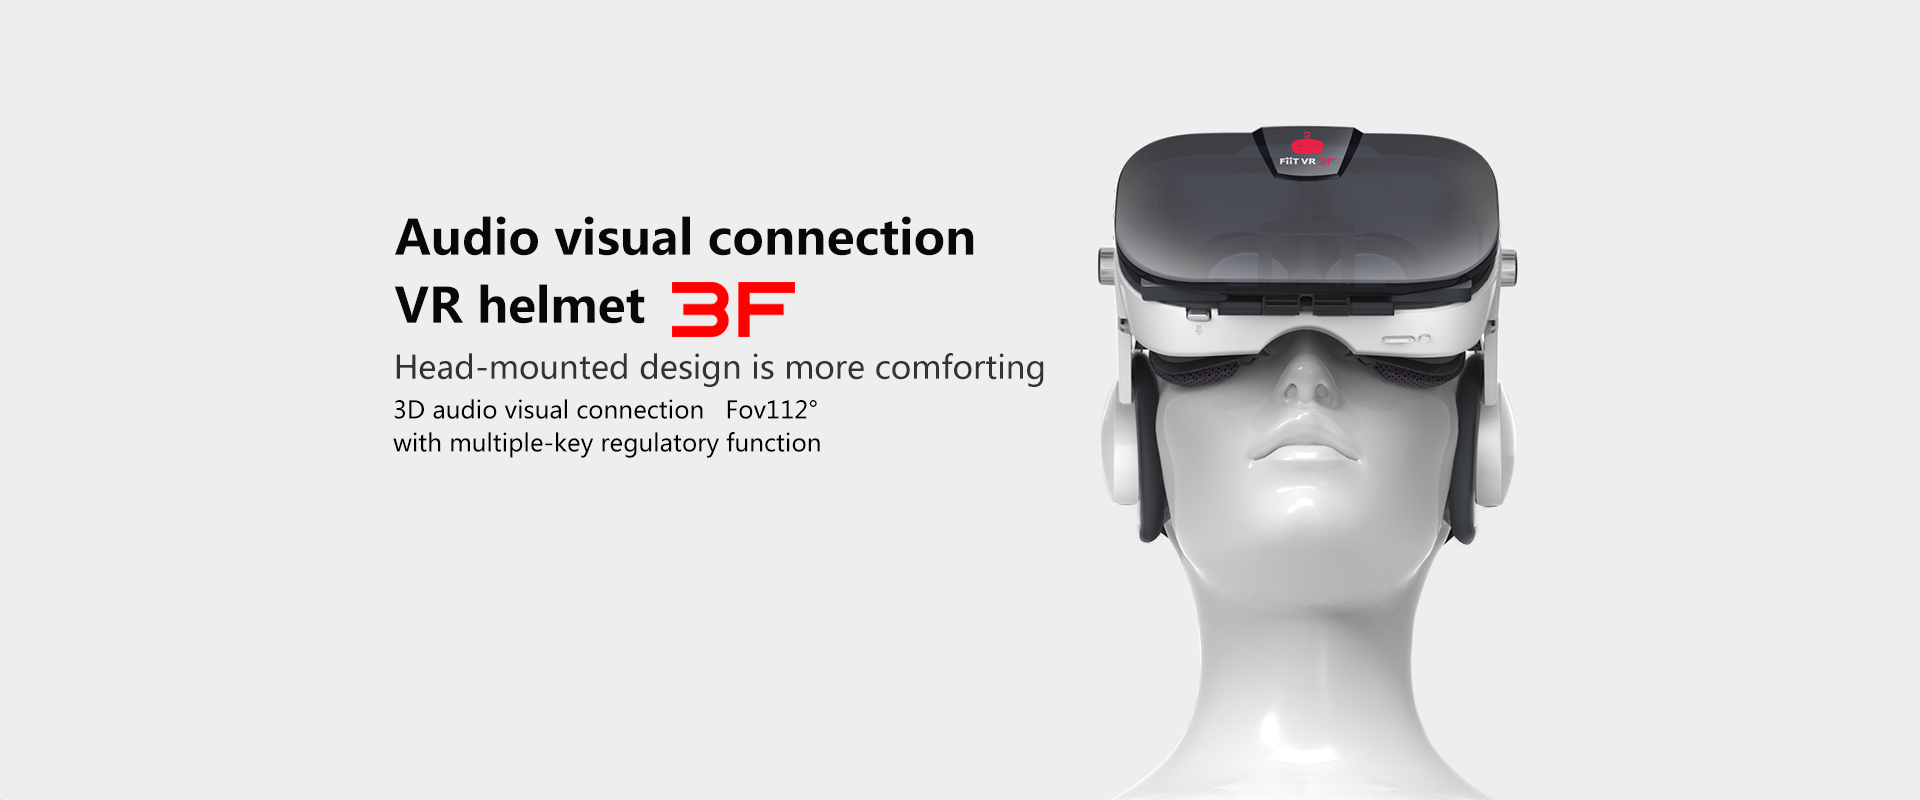 Audio visual connection
VR helmet 3F
Head-mounted design is more comforting
3D audio visual connection Fov112°
with multiple-key regulatory function
FiiT VR 3F